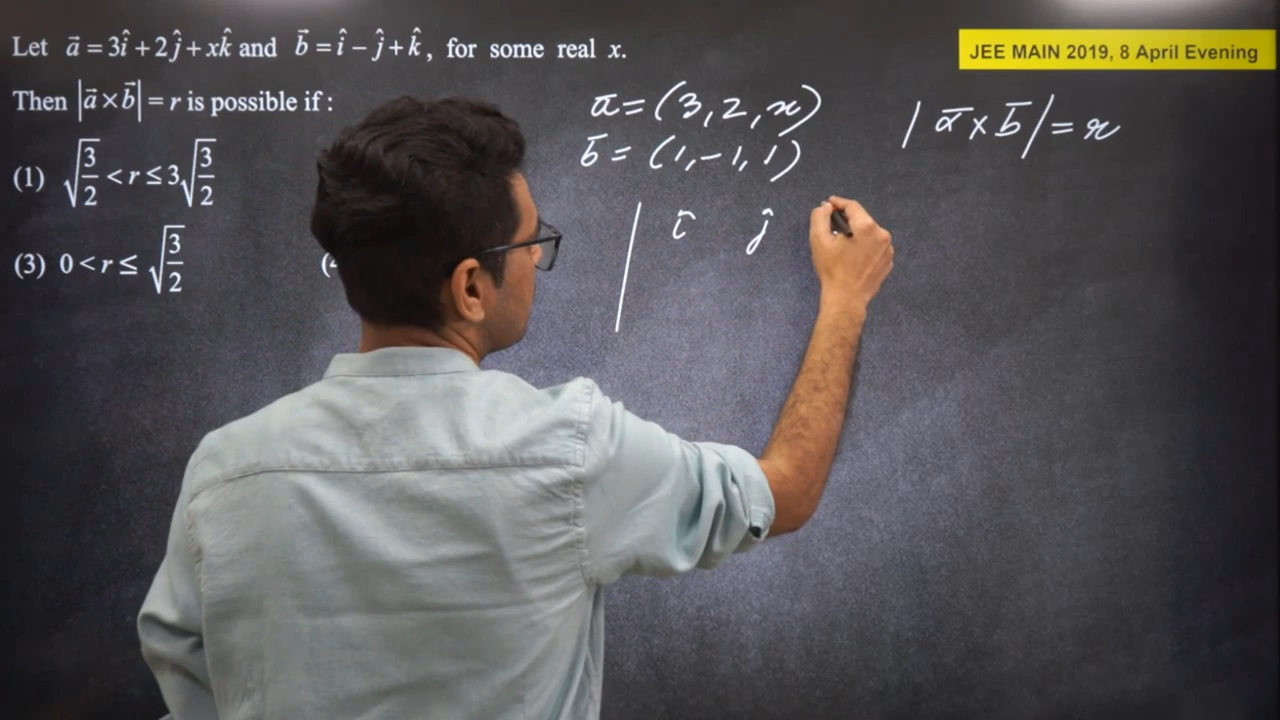 Let a⃗ = 3î + 2ĵ + xk̂ and b⃗ = î − ĵ + k̂, for some real x.
JEE MAIN 2019, 8 April Evening
Then |a⃗ × b⃗| = r is possible if :
(1) √(3/2) < r ≤ 3√(3/2)
(3) 0 < r ≤ √(3/2)
(4
a̅ = (3, 2, x)
b̅ = (1, -1, 1)
| a̅ × b̅ | = r
| î ĵ